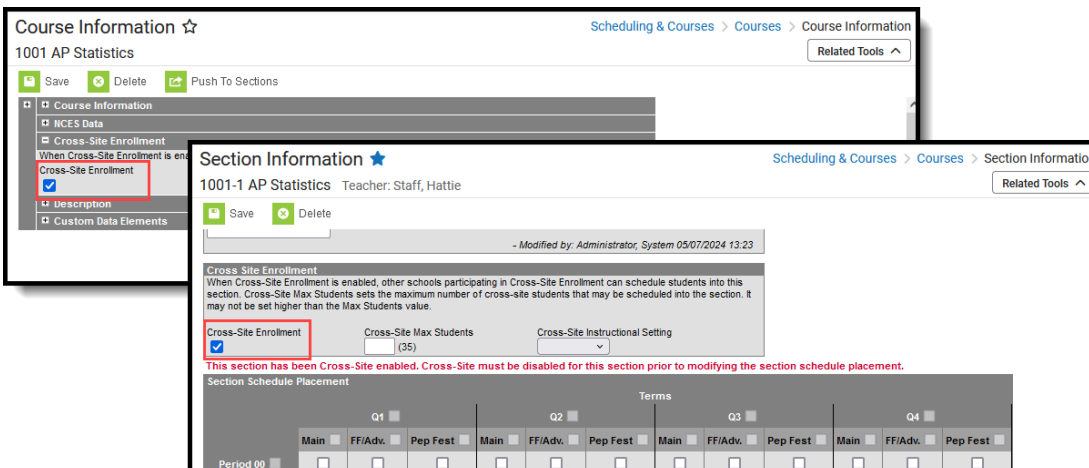 Course Information ☆
Scheduling & Courses > Courses > Course Information
1001 AP Statistics
Related Tools ^
Save Delete Push To Sections
Course Information
NCES Data
Cross-Site Enrollment
When Cross-Site Enrollment is ena
Cross-Site Enrollment
Description
Custom Data Elements
Section Information ★
Scheduling & Courses > Courses > Section Informatio
1001-1 AP Statistics Teacher: Staff, Hattie
Related Tools ^
Save Delete
- Modified by: Administrator, System 05/07/2024 13:23
Cross Site Enrollment
When Cross-Site Enrollment is enabled, other schools participating in Cross-Site Enrollment can schedule students into this
section. Cross-Site Max Students sets the maximum number of cross-site students that may be scheduled into the section. It
may not be set higher than the Max Students value.
Cross-Site Enrollment Cross-Site Max Students Cross-Site Instructional Setting
(35)
This section has been Cross-Site enabled. Cross-Site must be disabled for this section prior to modifying the section schedule placement.
Section Schedule Placement
Terms
Q1 Q2 Q3 Q4
Main FF/Adv. Pep Fest Main FF/Adv. Pep Fest Main FF/Adv. Pep Fest Main FF/Adv. Pep Fest
Period 00